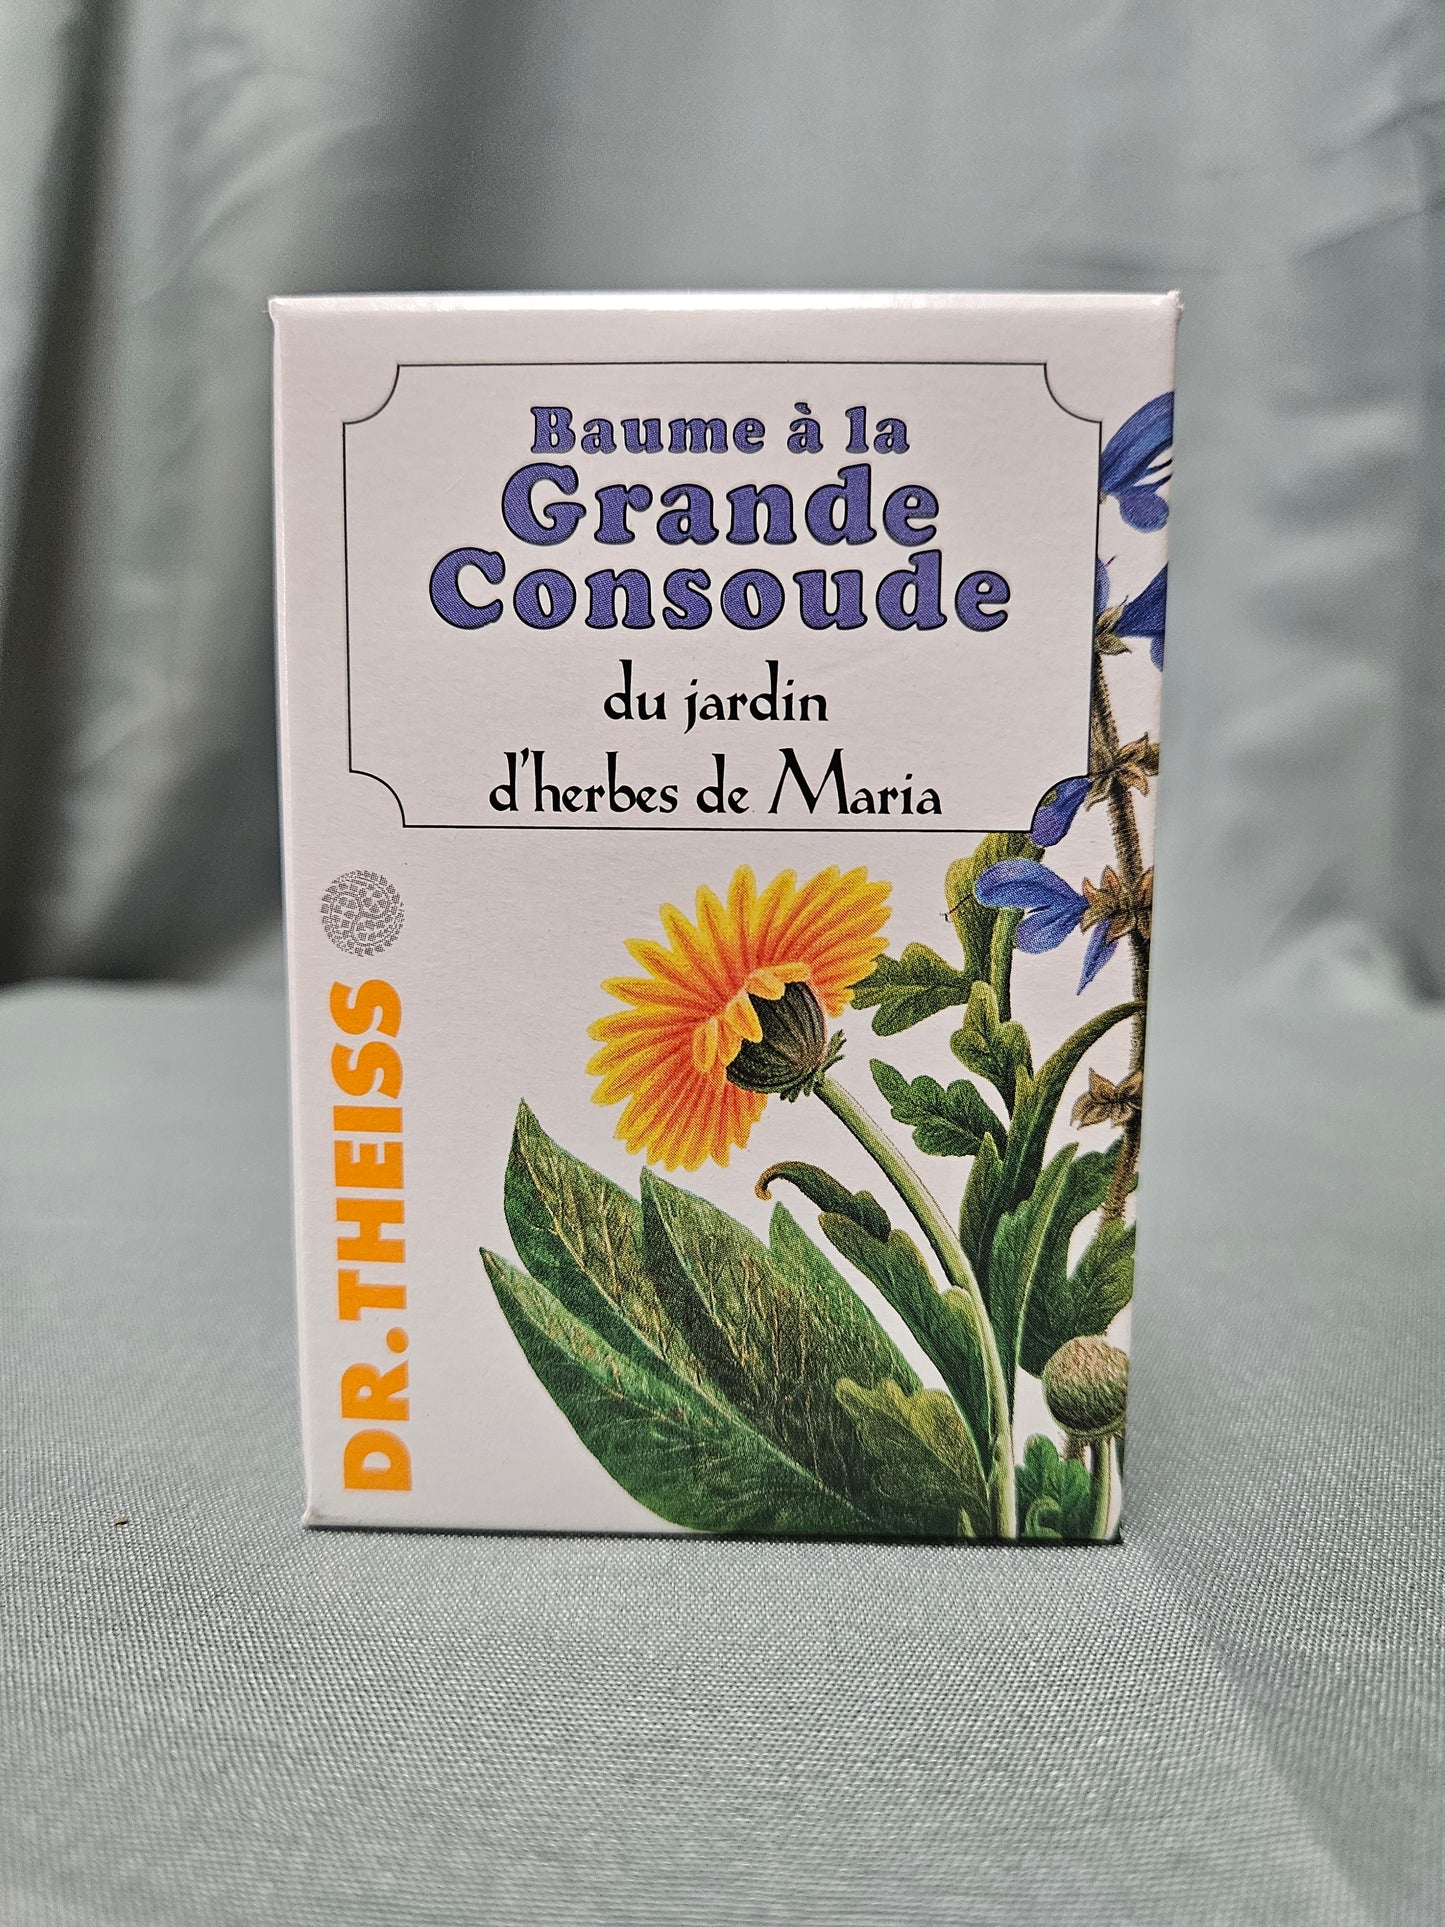 Baume à la
Grande
Consoude
du jardin
d'herbes de Maria
DR.THEISS